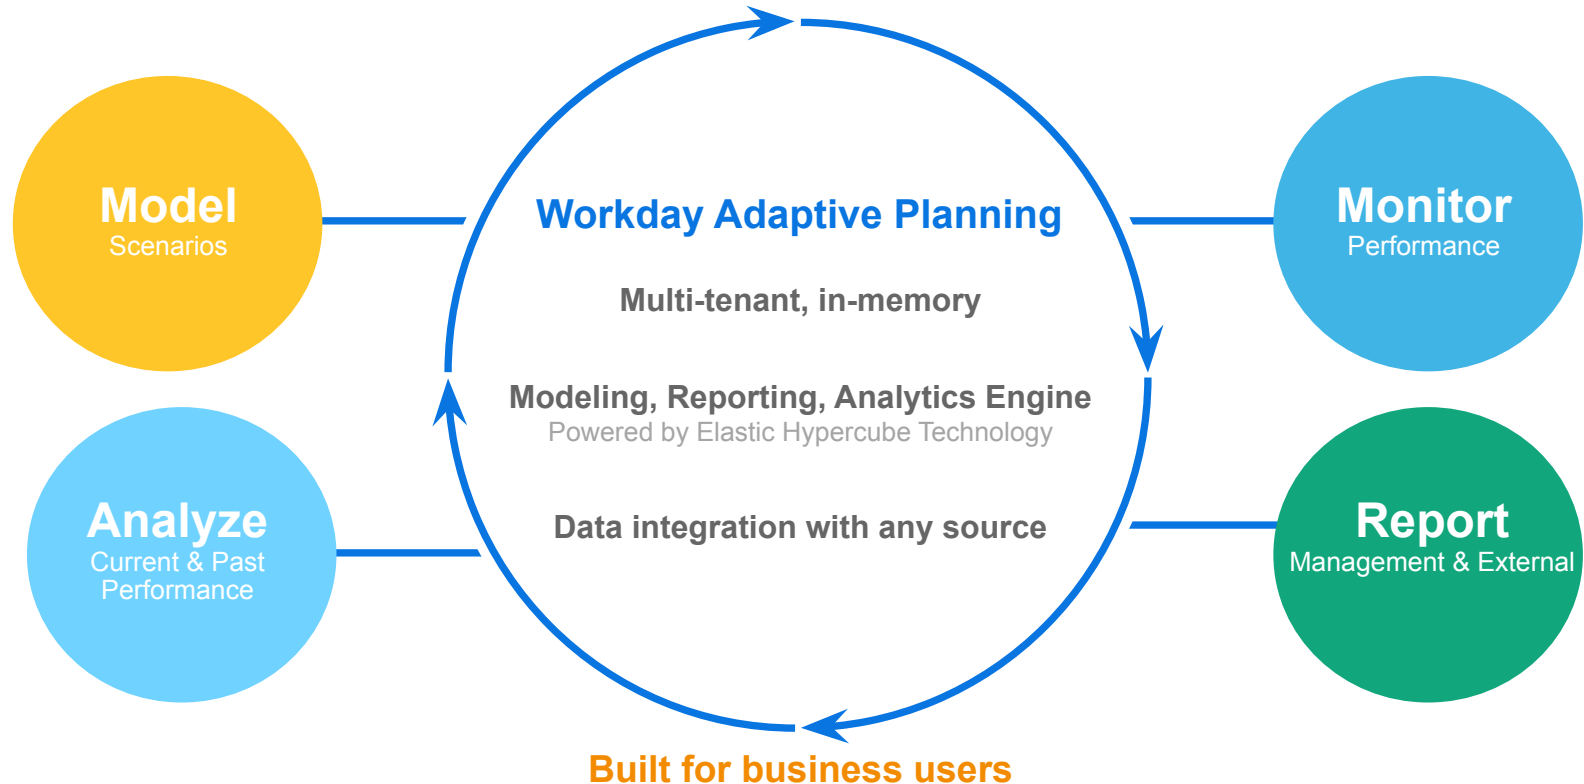 Model
Scenarios
Analyze
Current & Past
Performance
Workday Adaptive Planning
Multi-tenant, in-memory
Modeling, Reporting, Analytics Engine
Powered by Elastic Hypercube Technology
Data integration with any source
Monitor
Performance
Report
Management & External
Built for business users